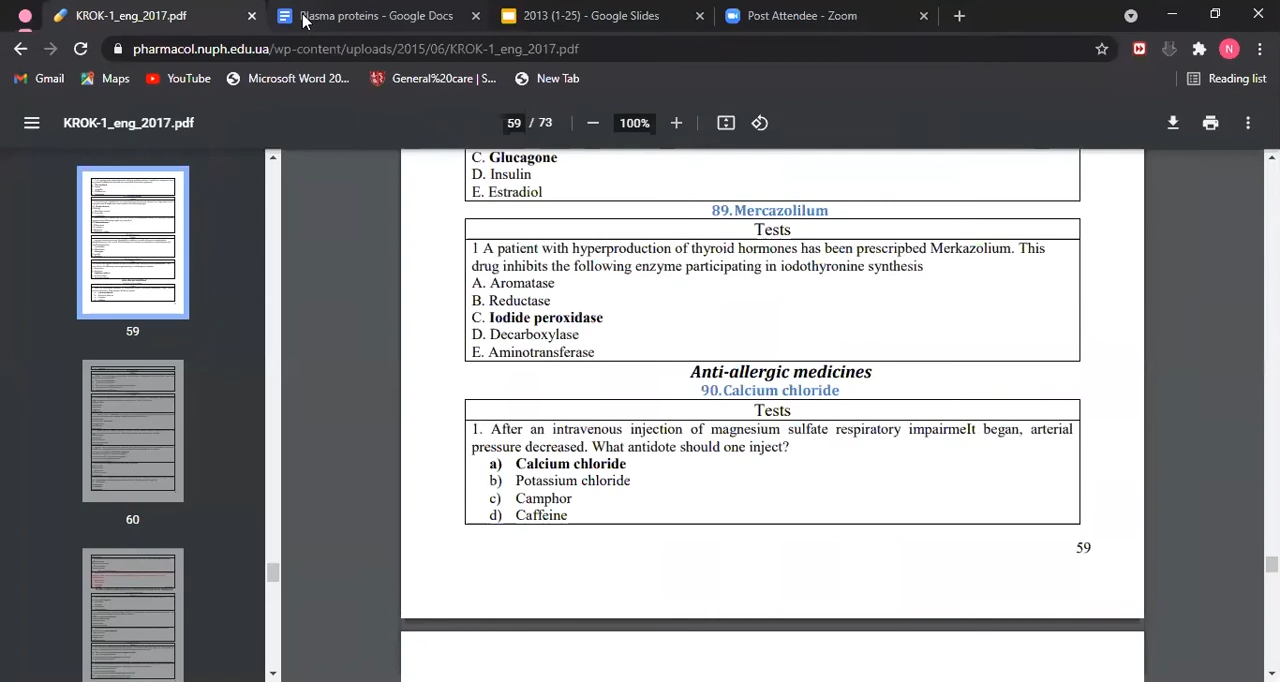 KROK-1_eng_2017.pdf
Plasma proteins - Google Docs
2013 (1-25) - Google Slides
Post Attendee - Zoom
pharmacol.nuph.edu.ua/wp-content/uploads/2015/06/KROK-1_eng_2017.pdf
N
Gmail
Maps
YouTube
Microsoft Word 20...
General%20care | S...
New Tab
Reading list
KROK-1_eng_2017.pdf
59 / 73
100%
59
60
C. Glucagone
D. Insulin
E. Estradiol
89.Mercazolilum
Tests
1 A patient with hyperproduction of thyroid hormones has been prescripbed Merkazolium. This
drug inhibits the following enzyme participating in iodothyronine synthesis
A. Aromatase
B. Reductase
C. Iodide peroxidase
D. Decarboxylase
E. Aminotransferase
Anti-allergic medicines
90.Calcium chloride
Tests
1. After an intravenous injection of magnesium sulfate respiratory impairmeIt began, arterial
pressure decreased. What antidote should one inject?
a) Calcium chloride
b) Potassium chloride
c) Camphor
d) Caffeine
59